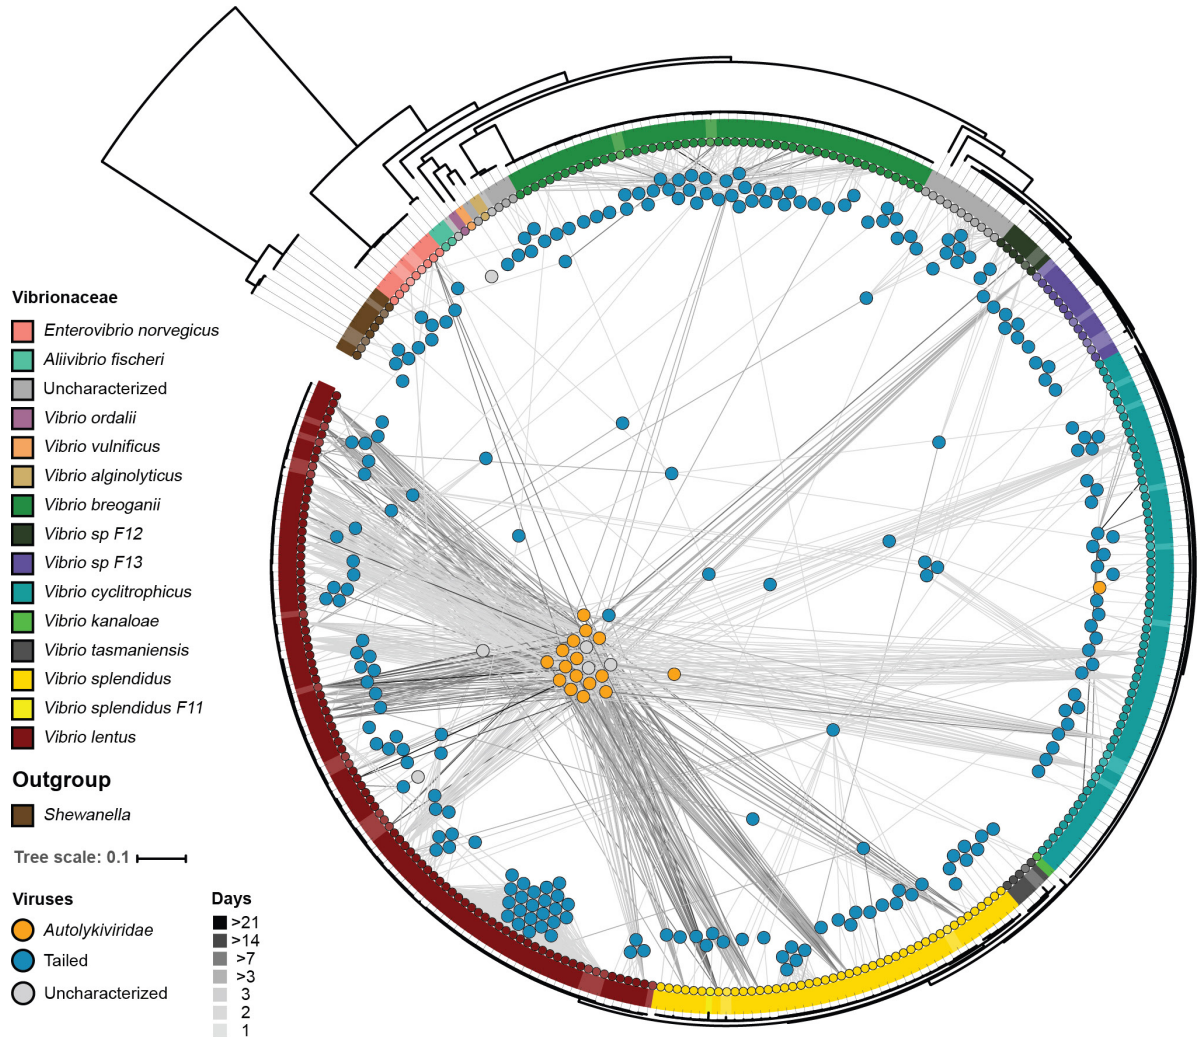 Vibrionaceae
Enterovibrio norvegicus
Aliivibrio fischeri
Uncharacterized
Vibrio ordalii
Vibrio vulnificus
Vibrio alginolyticus
Vibrio breoganii
Vibrio sp F12
Vibrio sp F13
Vibrio cyclitrophicus
Vibrio kanaloae
Vibrio tasmaniensis
Vibrio splendidus
Vibrio splendidus F11
Vibrio lentus
Outgroup
Shewanella
Tree scale: 0.1
Viruses
Autolykiviridae
Tailed
Uncharacterized
Days
>21
>14
>7
>3
3
2
1